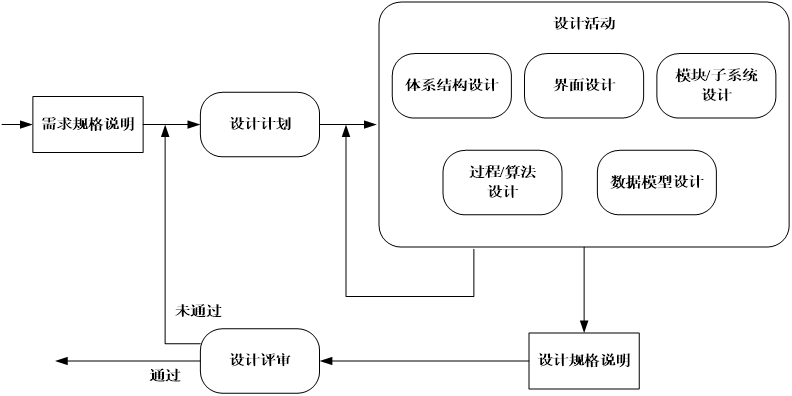 设计活动
体系结构设计
界面设计
模块/子系统
设计
需求规格说明
设计计划
过程/算法
设计
数据模型设计
未通过
设计评审
设计规格说明
通过